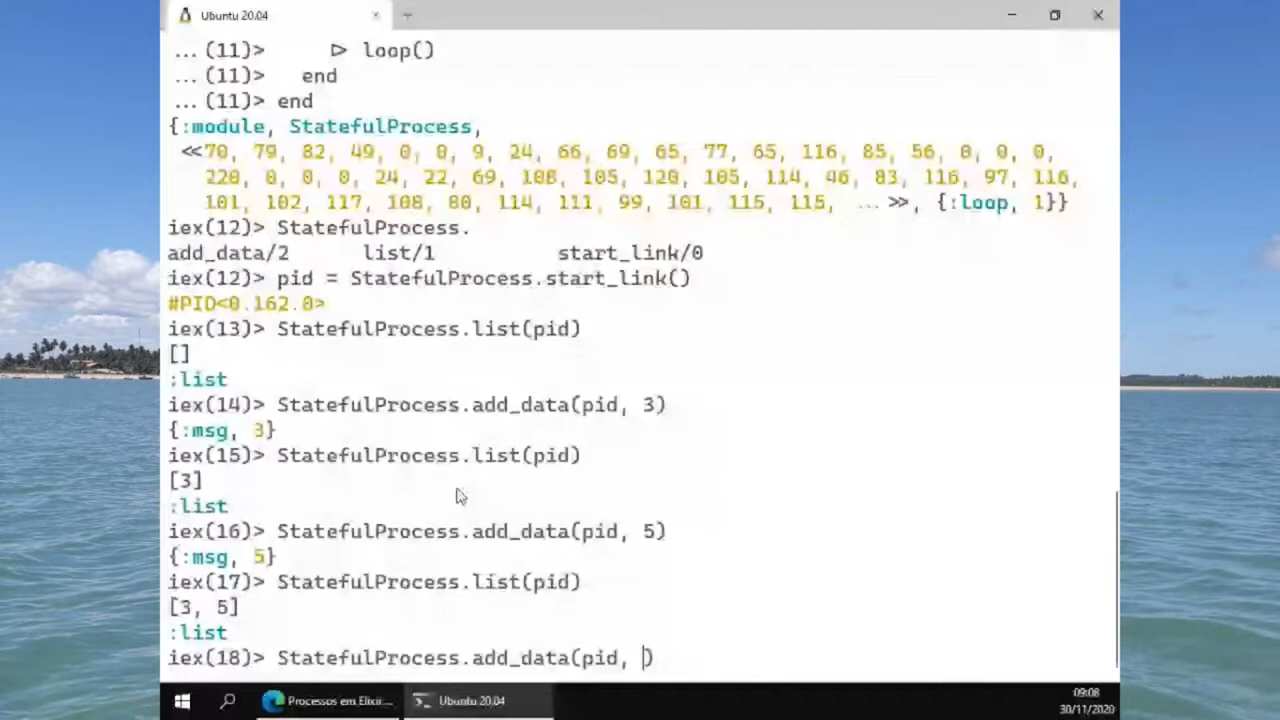 Ubuntu 20.04
... (11)>      |> loop()
... (11)>   end
... (11)> end
{:module, StatefulProcess,
 <<70, 79, 82, 49, 0, 0, 9, 24, 66, 69, 65, 77, 65, 116, 85, 56, 0, 0, 0,
   220, 0, 0, 0, 24, 22, 69, 108, 105, 120, 105, 114, 46, 83, 116, 97, 116,
   101, 102, 117, 108, 80, 114, 111, 99, 101, 115, 115, ...>>, {:loop, 1}}
iex(12)> StatefulProcess.
add_data/2      list/1          start_link/0
iex(12)> pid = StatefulProcess.start_link()
#PID<0.162.0>
iex(13)> StatefulProcess.list(pid)
[]
:list
iex(14)> StatefulProcess.add_data(pid, 3)
{:msg, 3}
iex(15)> StatefulProcess.list(pid)
[3]
:list
iex(16)> StatefulProcess.add_data(pid, 5)
{:msg, 5}
iex(17)> StatefulProcess.list(pid)
[3, 5]
:list
iex(18)> StatefulProcess.add_data(pid, )
Processos em Elixir...
Ubuntu 20.04
09:08
30/11/2020